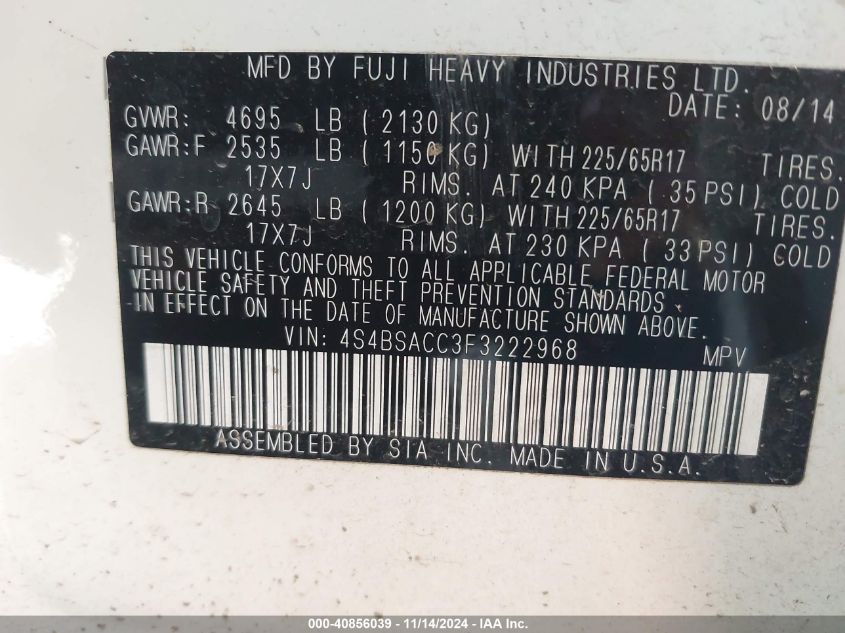 MFD BY FUJI HEAVY INDUSTRIES LTD.
DATE: 08/14
GVWR: 4695 LB ( 2130 KG)
GAWR:F 2535 LB ( 1150 KG) WITH 225/65R17 TIRES.
17X7J RIMS. AT 240 KPA ( 35 PSI) COLD
GAWR:R 2645 LB ( 1200 KG) WITH 225/65R17 TIRES.
17X7J RIMS. AT 230 KPA ( 33 PSI) COLD
THIS VEHICLE CONFORMS TO ALL APPLICABLE FEDERAL MOTOR
VEHICLE SAFETY AND THEFT PREVENTION STANDARDS
IN EFFECT ON THE DATE OF MANUFACTURE SHOWN ABOVE.
VIN: 4S4BSACC3F3222968 MPV
ASSEMBLED BY SIA INC. MADE IN U.S.A.
000-40856039 - 11/14/2024 - IAA Inc.